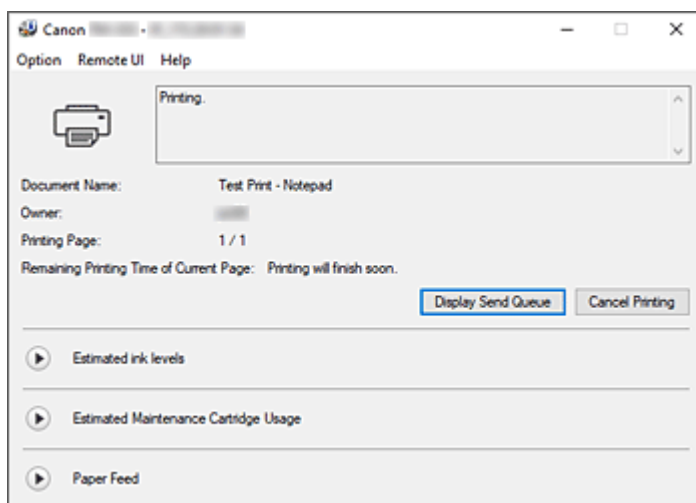 Canon -
Option Remote UI Help
Printing.
Document Name: Test Print - Notepad
Owner:
Printing Page: 1 / 1
Remaining Printing Time of Current Page: Printing will finish soon.
Display Send Queue Cancel Printing
Estimated ink levels
Estimated Maintenance Cartridge Usage
Paper Feed